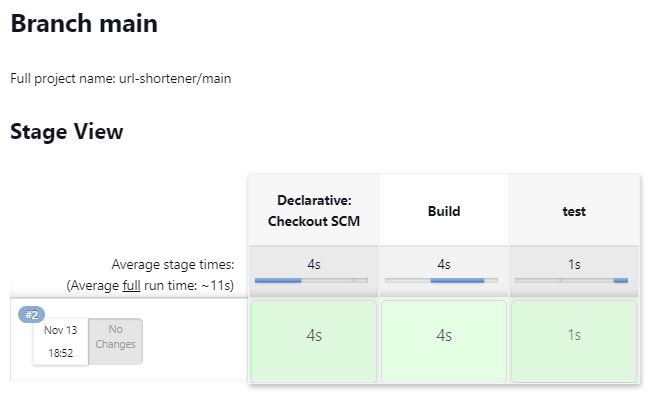 Branch main
Full project name: url-shortener/main
Stage View
Declarative:
Checkout SCM
Build
test
Average stage times:
(Average full run time: ~11s)
4s
4s
1s
#2
Nov 13
18:52
No
Changes
4s
4s
1s